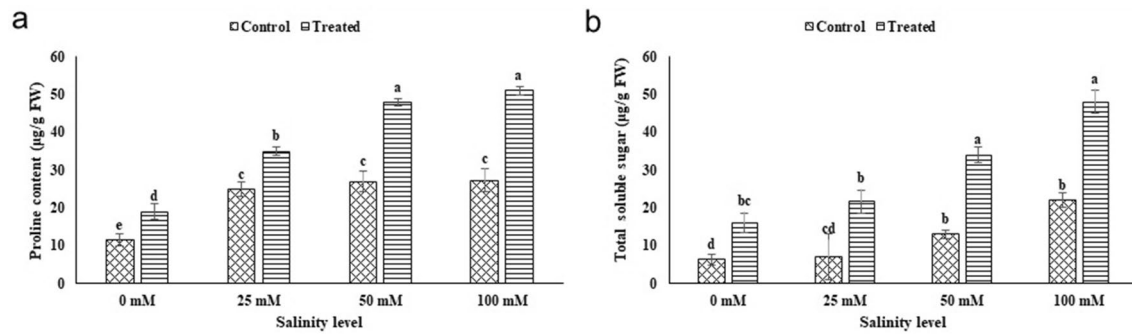 a
Control Treated
Proline content (µg/g FW)
60
50
40
30
20
10
0
e d c b c a c a
0 mM 25 mM 50 mM 100 mM
Salinity level
b
Control Treated
Total soluble sugar (µg/g FW)
60
50
40
30
20
10
0
d bc cd b b a b a
0 mM 25 mM 50 mM 100 mM
Salinity level